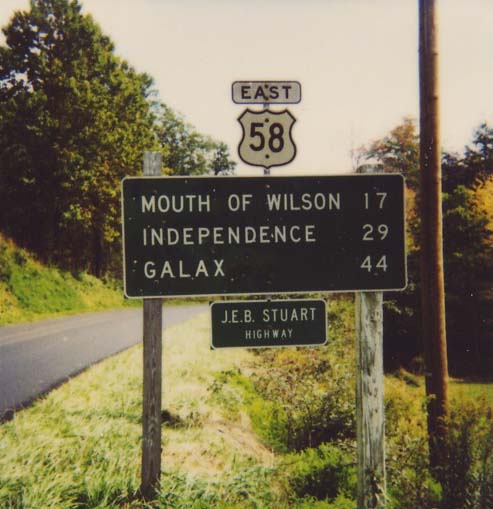 EAST
58
MOUTH OF WILSON 17
INDEPENDENCE 29
GALAX 44
J.E.B. STUART
HIGHWAY